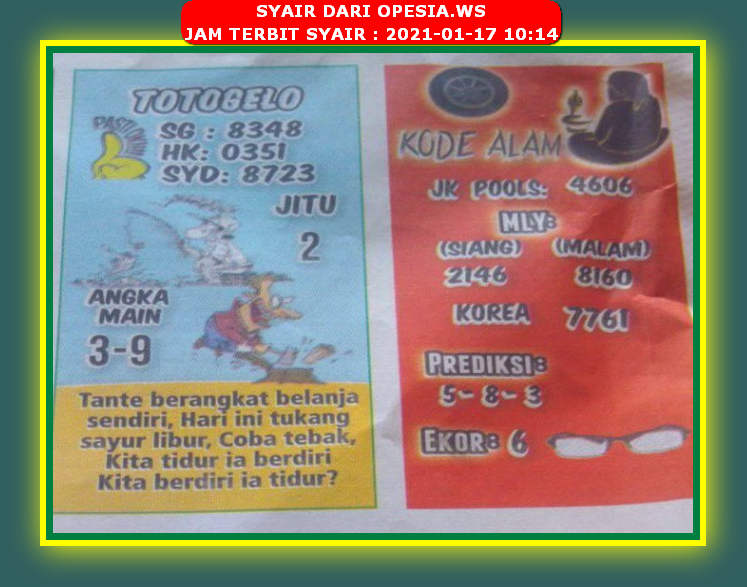 SYAIR DARI OPESIA.WS
JAM TERBIT SYAIR : 2021-01-17 10:14
TOTOGELO
SG : 8348
HK: 0351
SYD: 8723
JITU
2
ANGKA
MAIN
3-9
Tante berangkat belanja
sendiri, Hari ini tukang
sayur libur, Coba tebak,
Kita tidur ia berdiri
Kita berdiri ia tidur?
KODE ALAM
JK POOLS: 4606
MLY:
(SIANG) (MALAM)
2146 8160
KOREA 7761
PREDIKSI:
5- 8- 3
EKOR: 6